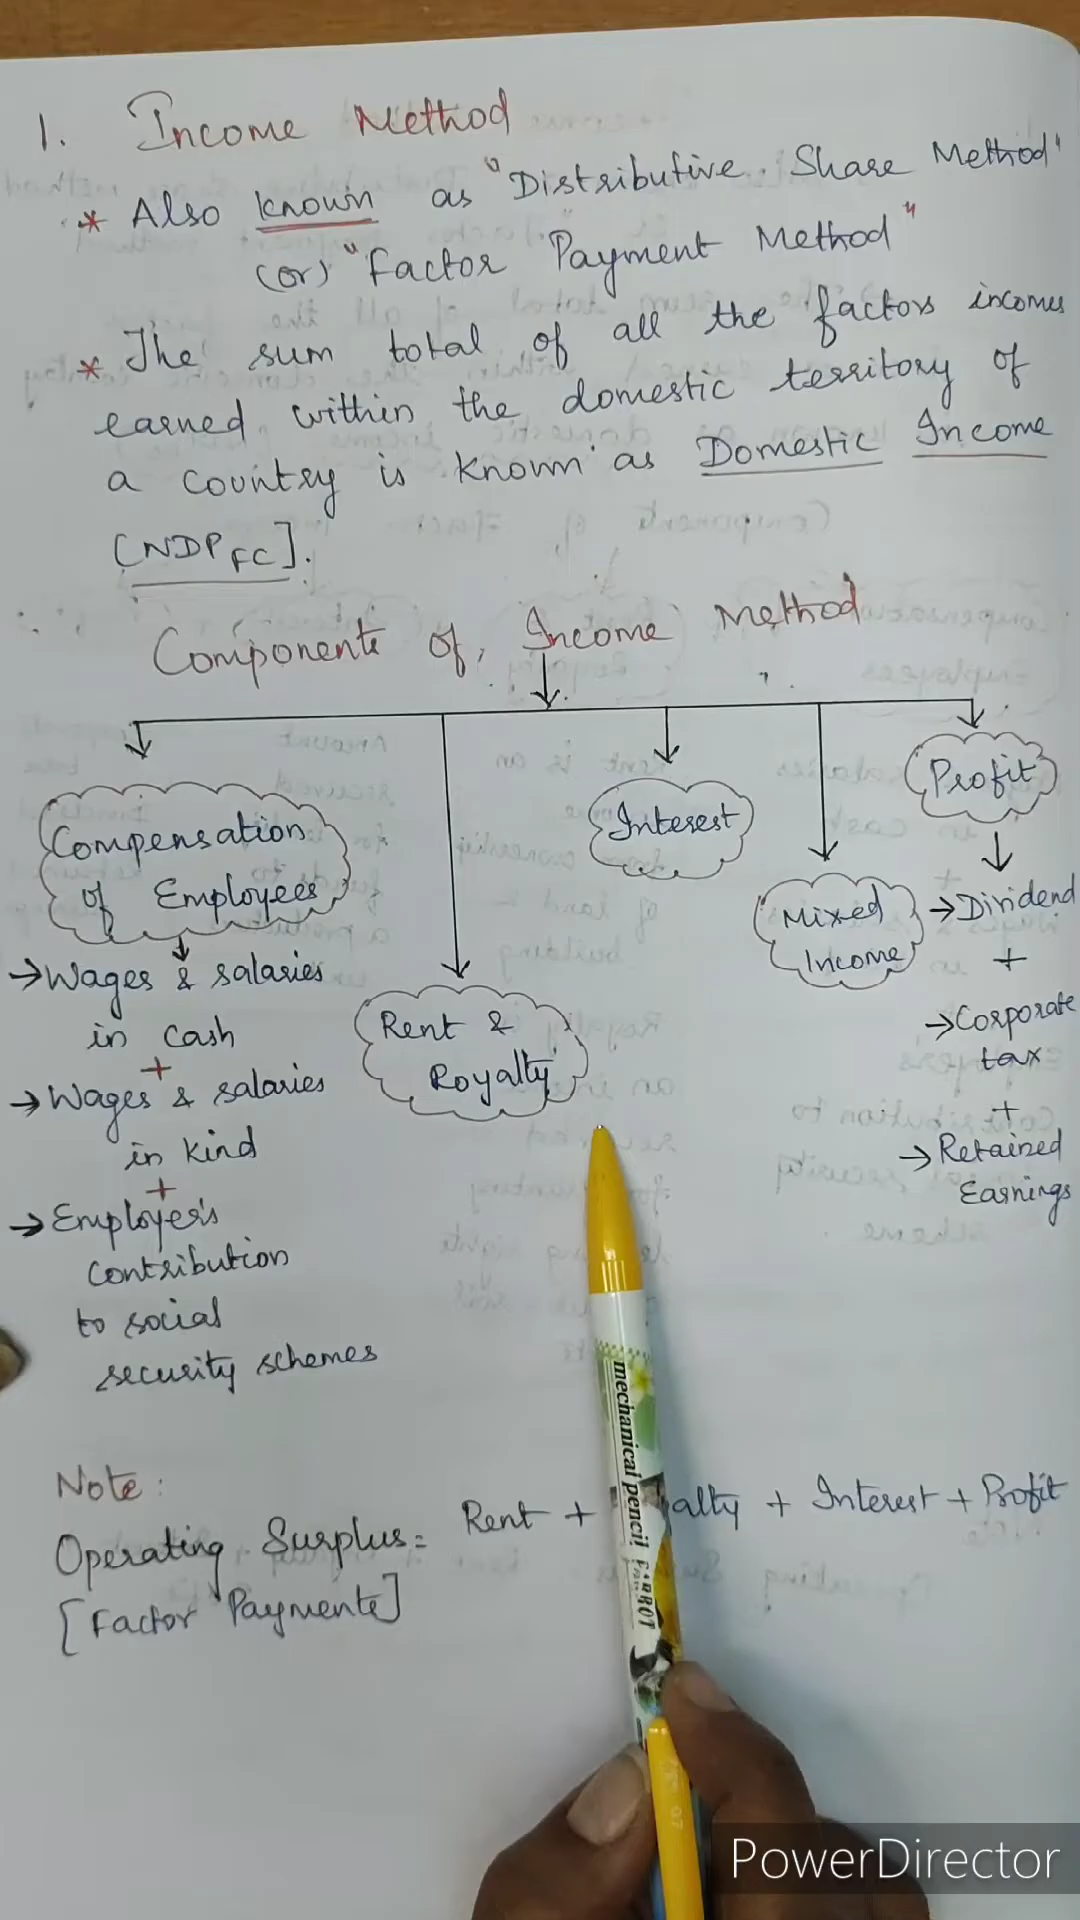 1. Income Method
* Also known as "Distributive Share Method"
(or) "Factor Payment Method"
* The sum total of all the factors incomes
earned within the domestic territory of
a country is known as Domestic Income
[NDP FC].
Components of Income Method
Compensation
of Employees
→ Wages & salaries
in cash
+
→ Wages & salaries
in kind
+
→ Employer's
contribution
to social
security schemes
Rent &
Royalty
Interest
Mixed
Income
Profit
→ Dividend
+
→ Corporate
tax
+
→ Retained
Earnings
Note:
Operating Surplus = Rent + alty + Interest + Profit
[Factor Payments]
mechanical pencil PARROT
PowerDirector